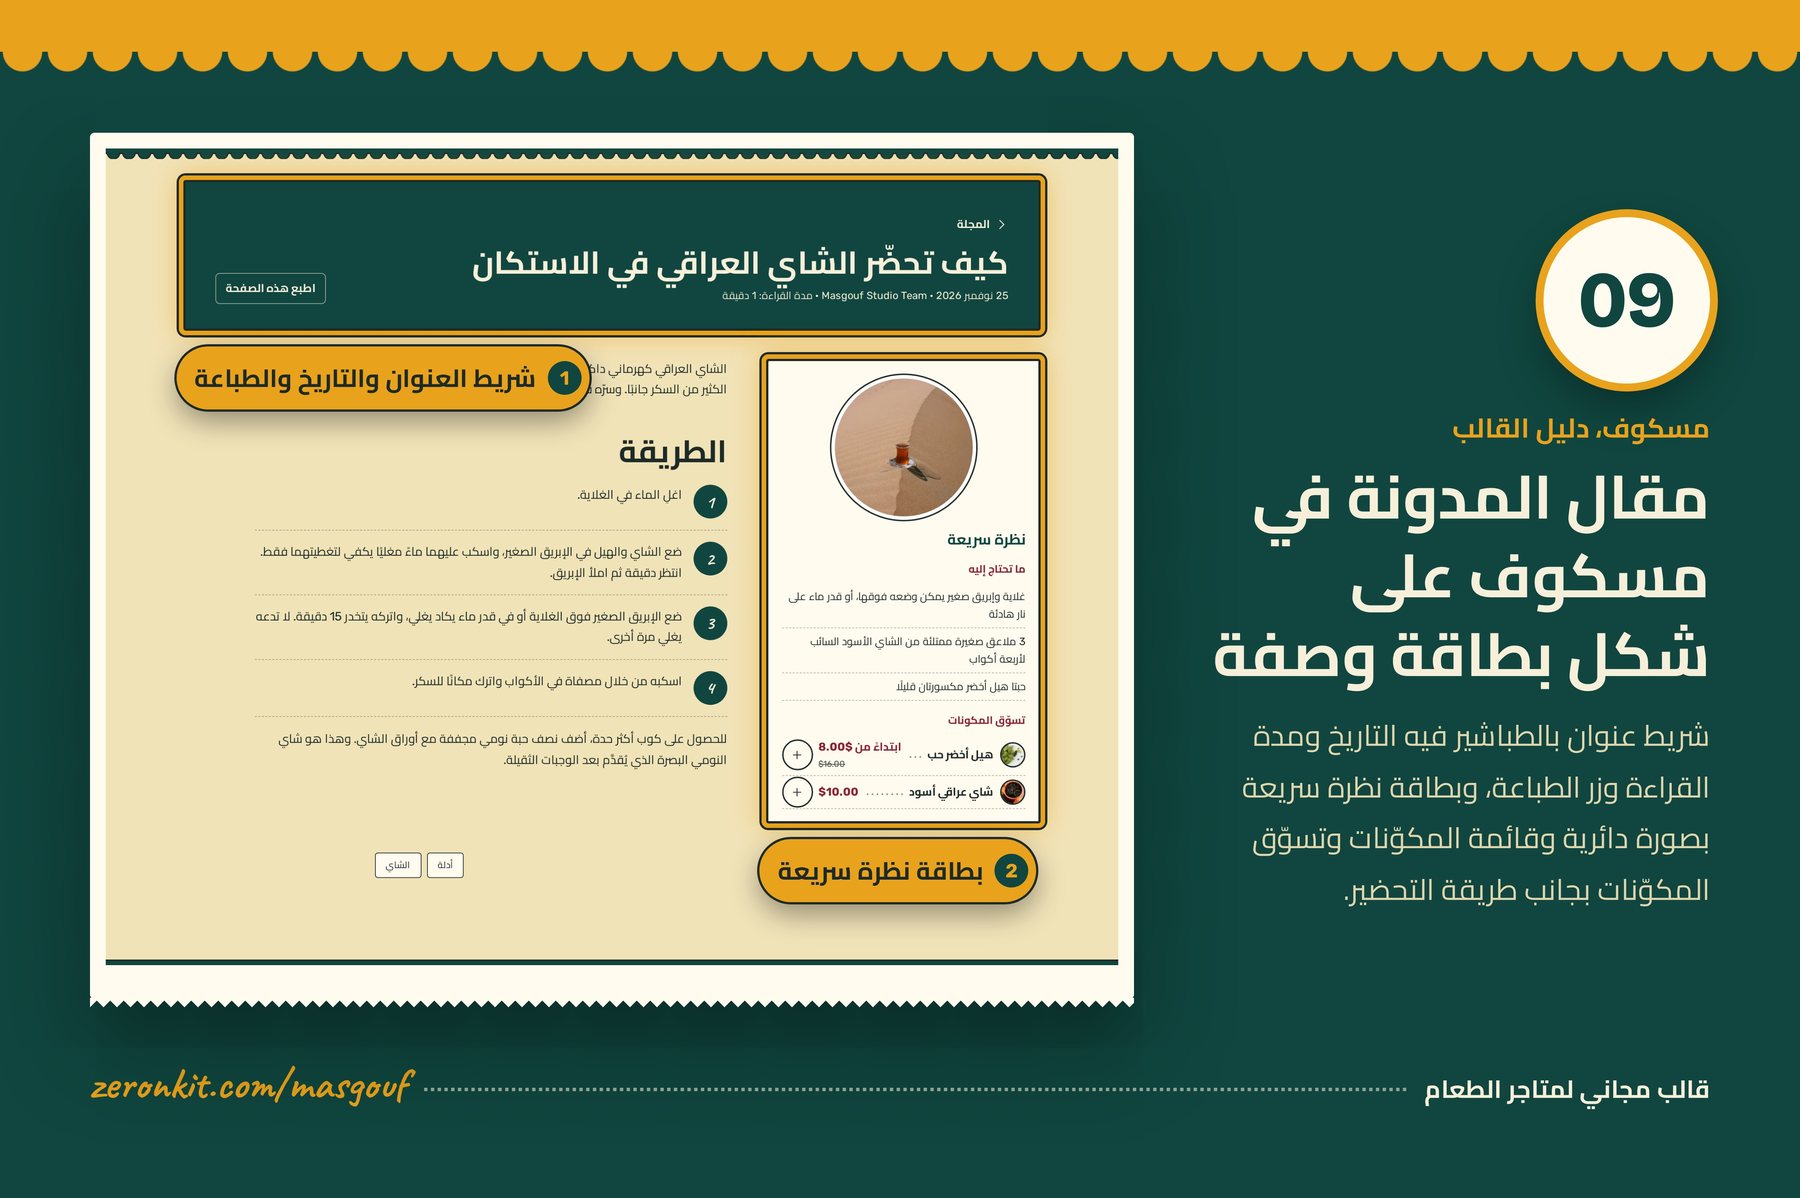 09
مسكوف، دليل القالب
مقال المدونة في
مسكوف على
شكل بطاقة وصفة
شريط عنوان بالطباشير فيه التاريخ ومدة
القراءة وزر الطباعة، وبطاقة نظرة سريعة
بصورة دائرية وقائمة المكوّنات وتسوّق
المكوّنات بجانب طريقة التحضير.
المجلة
كيف تحضّر الشاي العراقي في الاستكان
25 نوفمبر 2026 • Masgouf Studio Team • مدة القراءة: 1 دقيقة
اطبع هذه الصفحة
1 شريط العنوان والتاريخ والطباعة
نظرة سريعة
ما تحتاج إليه
غلاية وإبريق صغير يمكن وضعه فوقها، أو قدر ماء على
نار هادئة
3 ملاعق صغيرة ممتلئة من الشاي الأسود السائب
لأربعة أكواب
حبتا هيل أخضر مكسورتان قليلًا
تسوّق المكونات
هيل أخضر حب ... ابتداءً من $8.00 +
$16.00
شاي عراقي أسود ........ $10.00 +
2 بطاقة نظرة سريعة
الشاي العراقي كهرماني
الكثير من السكر جانبًا. وسرّه
الطريقة
1 اغلِ الماء في الغلاية.
2 ضع الشاي والهيل في الإبريق الصغير، واسكب عليهما ماءً مغليًا يكفي لتغطيتهما فقط.
انتظر دقيقة ثم املأ الإبريق.
3 ضع الإبريق الصغير فوق الغلاية أو في قدر ماء يكاد يغلي، واتركه يتخدر 15 دقيقة. لا تدعه
يغلي مرة أخرى.
4 اسكبه من خلال مصفاة في الأكواب واترك مكانًا للسكر.
للحصول على كوب أكثر حدة، أضف نصف حبة نومي مجففة مع أوراق الشاي. وهذا هو شاي
النومي البصرة الذي يُقدَّم بعد الوجبات الثقيلة.
أدلة
الشاي
قالب مجاني لمتاجر الطعام
zeronkit.com/masgouf